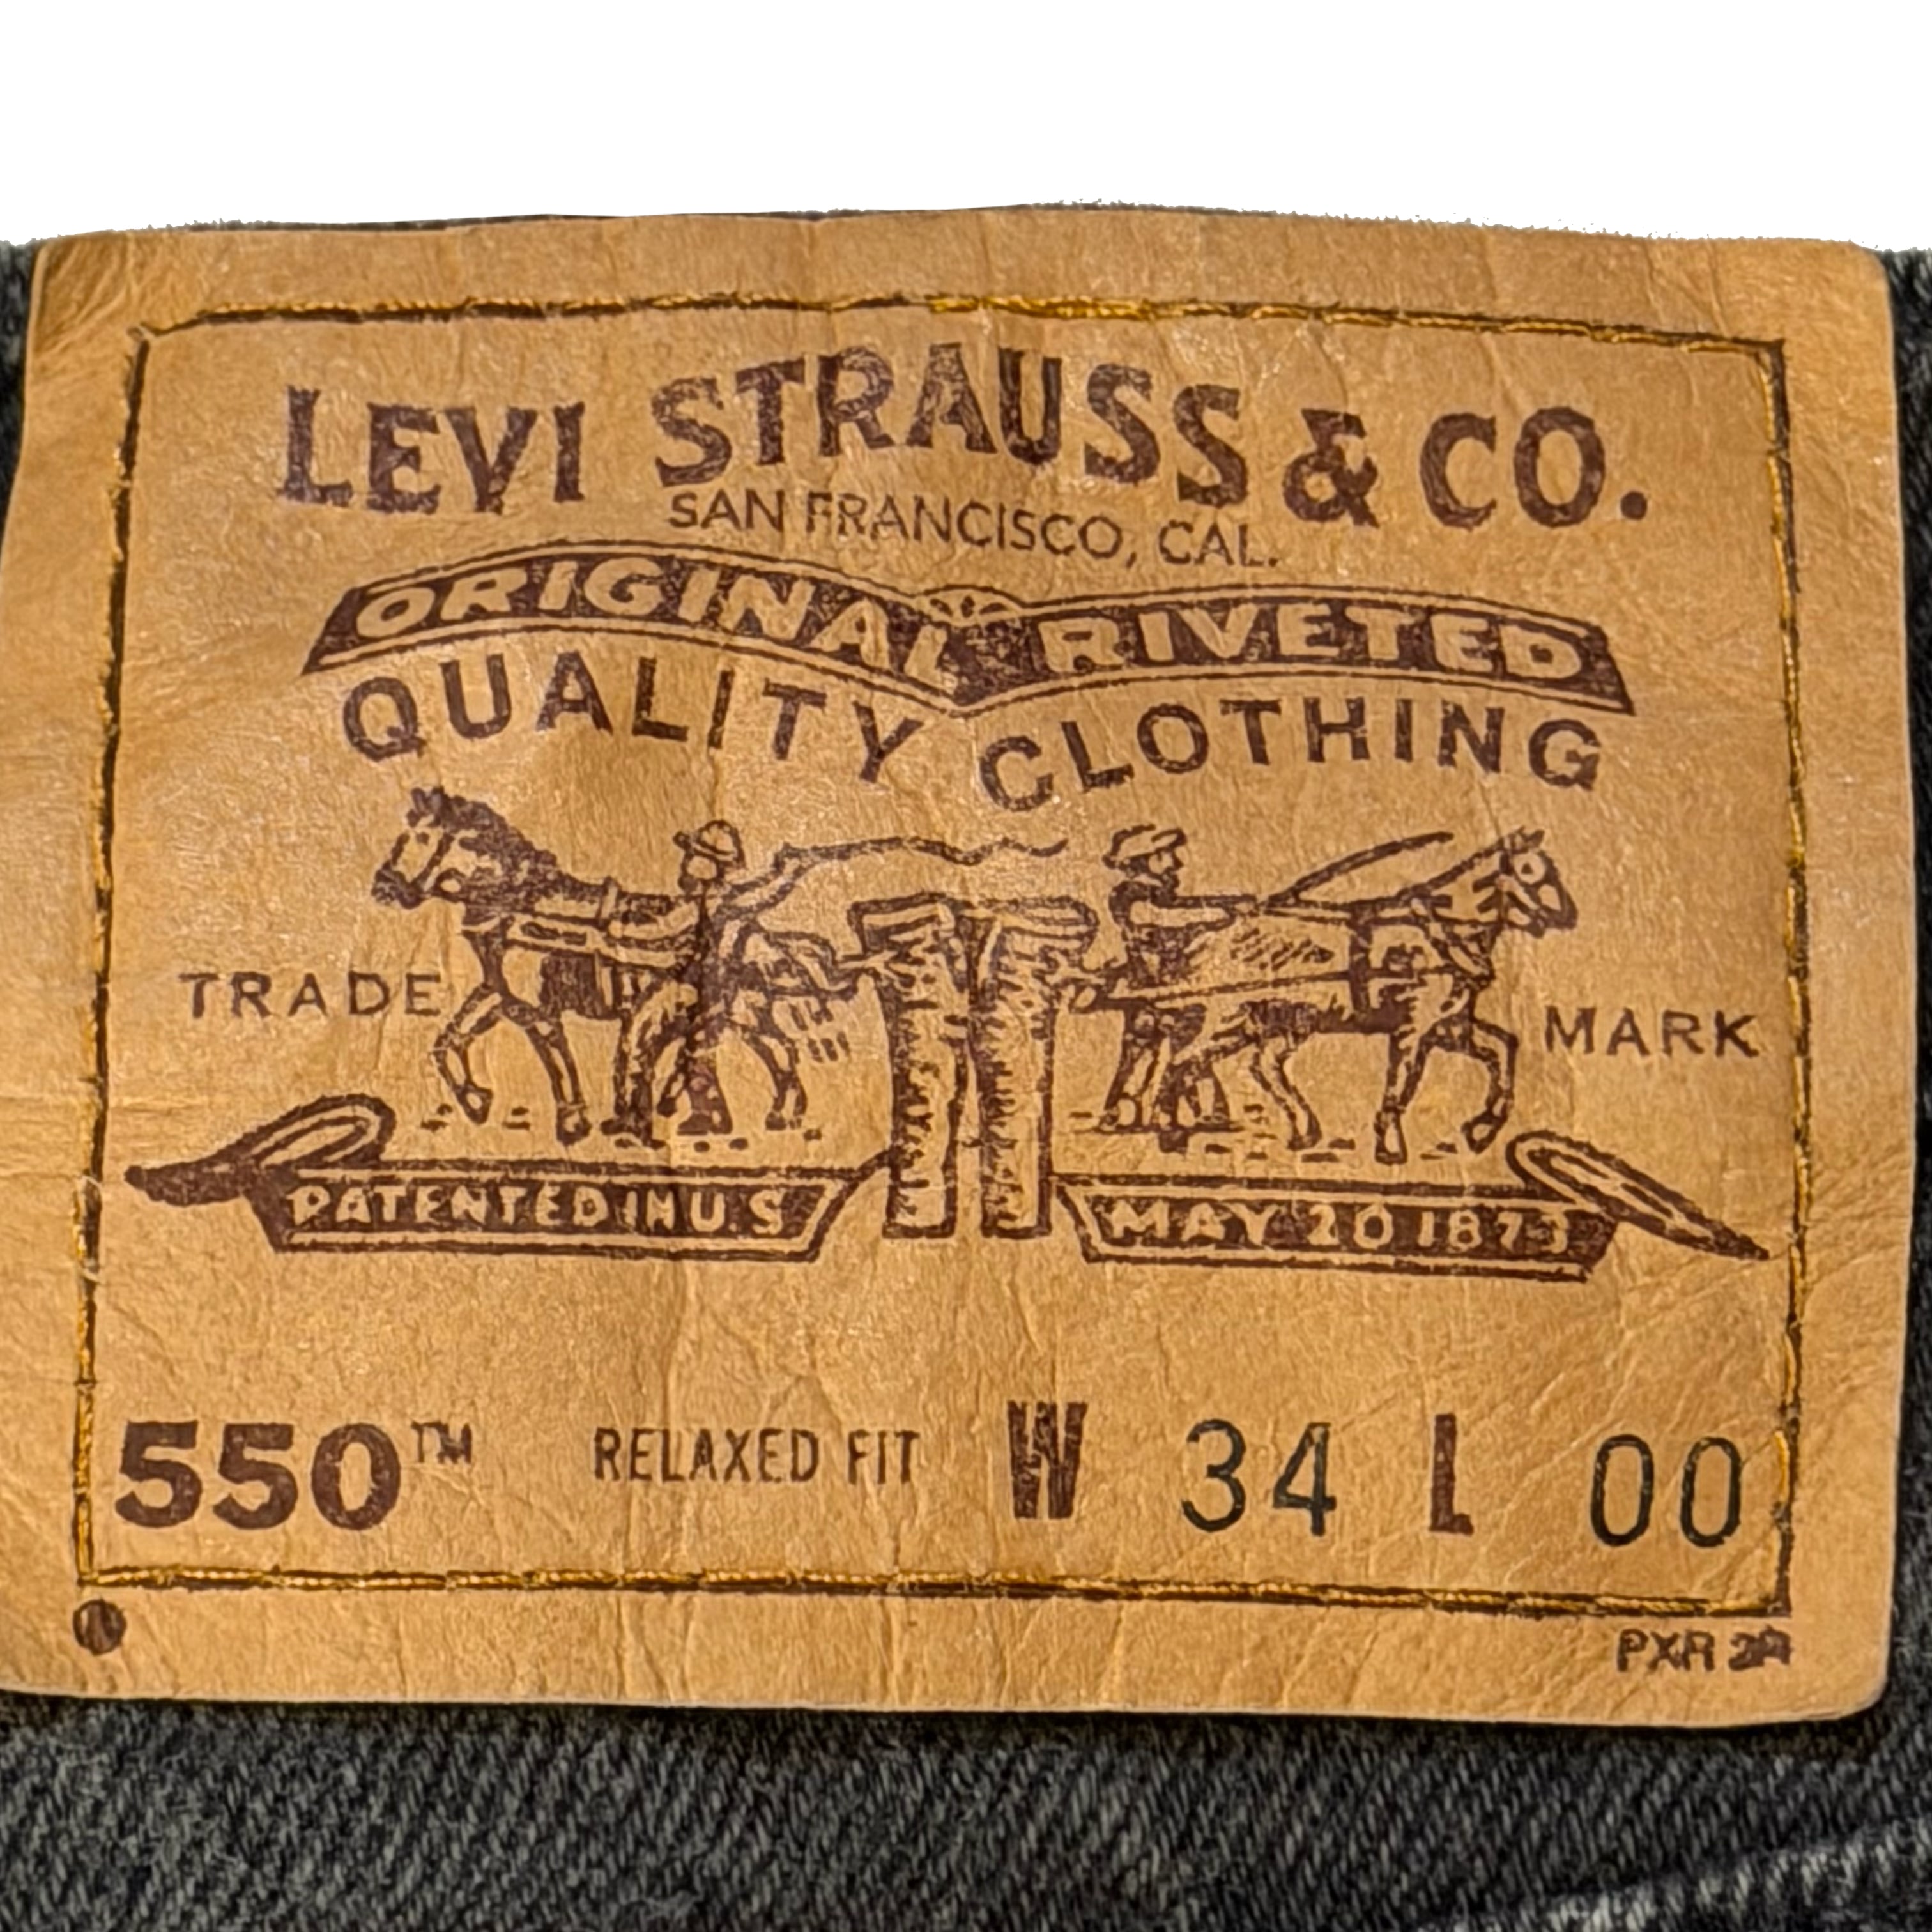 LEVI STRAUSS & CO.
SAN FRANCISCO, CAL.
ORIGINAL RIVETED
QUALITY CLOTHING
TRADE MARK
PATENTED IN U S MAY 20 1873
550™ RELAXED FIT W 34 L 00
PXR